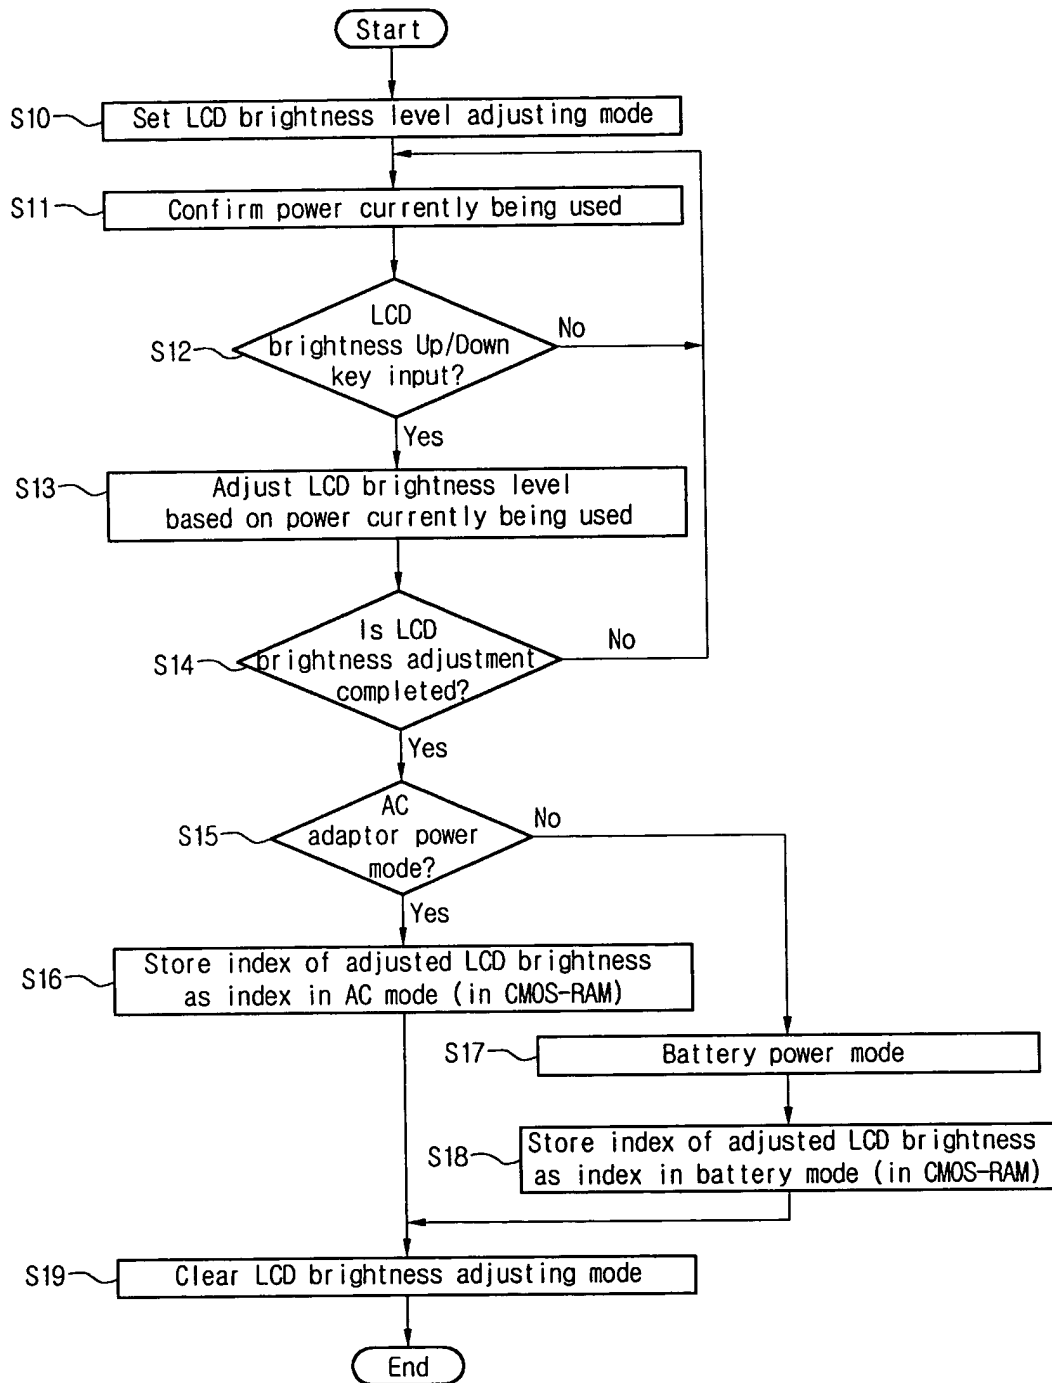 Start
S10
Set LCD brightness level adjusting mode
S11
Confirm power currently being used
S12
LCD
brightness Up/Down
key input?
No
Yes
S13
Adjust LCD brightness level
based on power currently being used
S14
Is LCD
brightness adjustment
completed?
No
Yes
S15
AC
adaptor power
mode?
No
Yes
S16
Store index of adjusted LCD brightness
as index in AC mode (in CMOS-RAM)
S17
Battery power mode
S18
Store index of adjusted LCD brightness
as index in battery mode (in CMOS-RAM)
S19
Clear LCD brightness adjusting mode
End